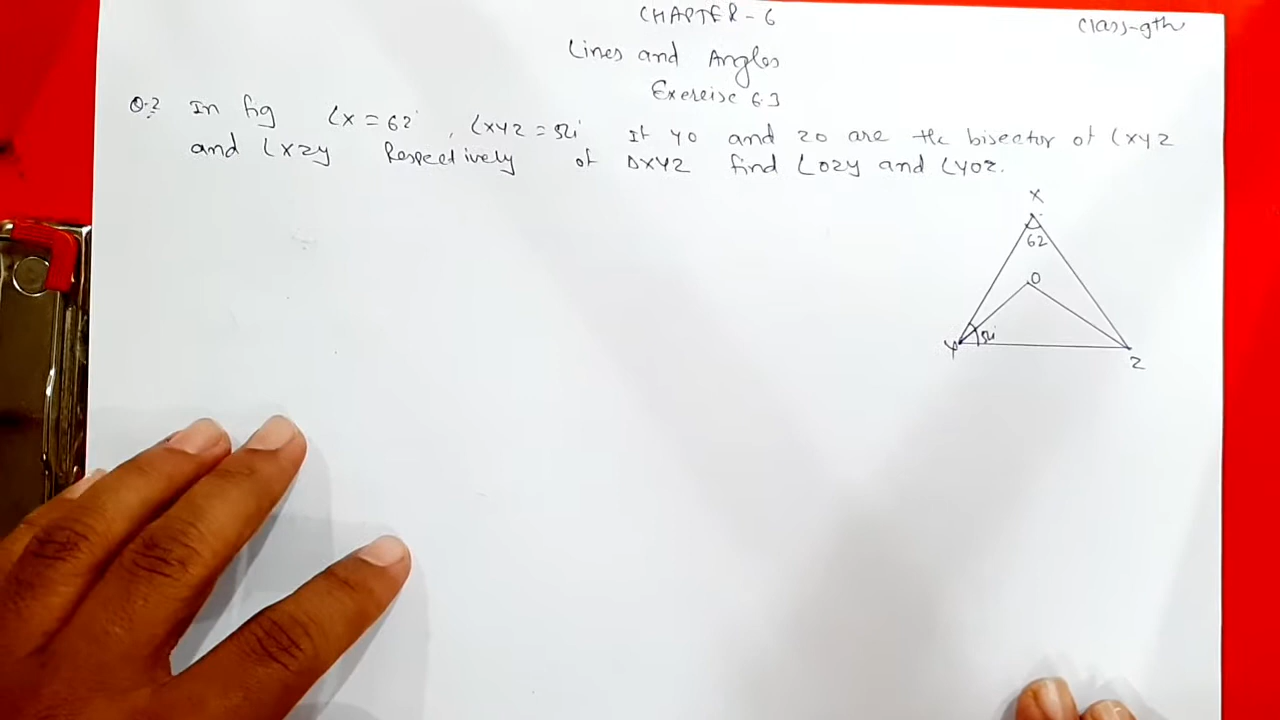 CHAPTER-6
Class-9th
Lines and Angles
Exercise 6.3
Q.2 In fig ∠X = 62°, ∠XYZ = 54° If YO and ZO are the bisector of ∠XYZ
and ∠XZY Respectively of ΔXYZ find ∠OZY and ∠YOZ.
X
62
O
Y 54°
Z